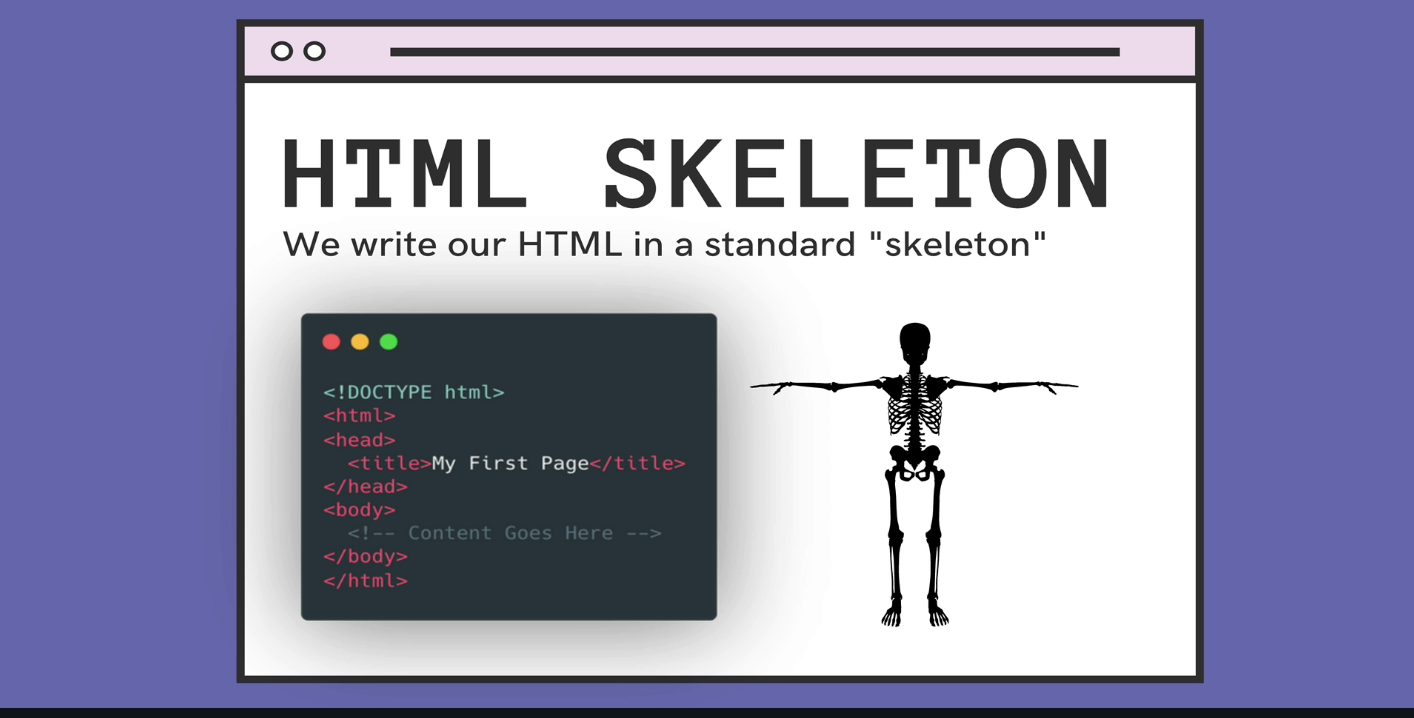 HTML SKELETON
We write our HTML in a standard "skeleton"
<!DOCTYPE html>
<html>
<head>
  <title>My First Page</title>
</head>
<body>
  <!-- Content Goes Here -->
</body>
</html>